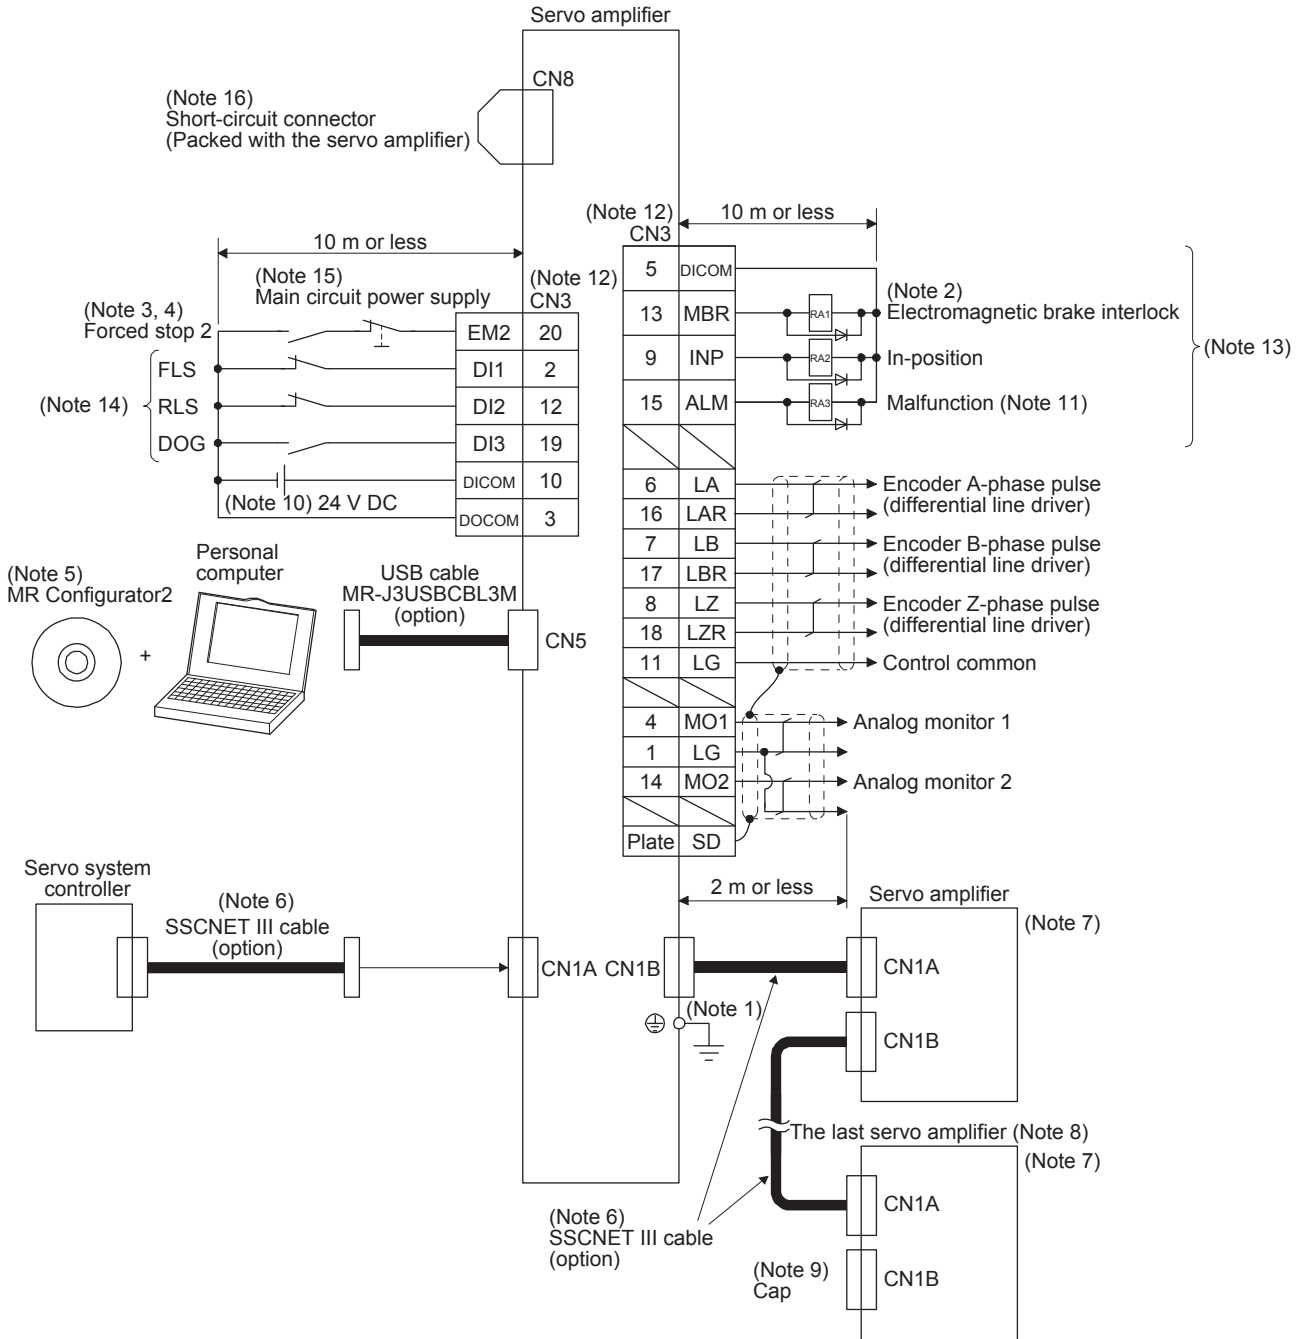 Servo amplifier
CN8
(Note 16)
Short-circuit connector
(Packed with the servo amplifier)
10 m or less
(Note 15)
Main circuit power supply
(Note 12)
CN3
(Note 3, 4)
Forced stop 2
EM2 20
FLS DI1 2
(Note 14) RLS DI2 12
DOG DI3 19
DICOM 10
(Note 10) 24 V DC
DOCOM 3
(Note 12)
CN3
10 m or less
5 DICOM
13 MBR RA1
(Note 2)
Electromagnetic brake interlock
9 INP RA2 In-position
15 ALM RA3 Malfunction (Note 11)
(Note 13)
6 LA Encoder A-phase pulse
16 LAR (differential line driver)
7 LB Encoder B-phase pulse
17 LBR (differential line driver)
8 LZ Encoder Z-phase pulse
18 LZR (differential line driver)
11 LG Control common
4 MO1 Analog monitor 1
1 LG
14 MO2 Analog monitor 2
Plate SD
2 m or less
(Note 5)
MR Configurator2
+
Personal
computer
USB cable
MR-J3USBCBL3M
(option)
CN5
Servo system
controller
(Note 6)
SSCNET III cable
(option)
CN1A CN1B
(Note 1)
Servo amplifier
(Note 7)
CN1A
CN1B
The last servo amplifier (Note 8)
(Note 7)
CN1A
CN1B
(Note 6)
SSCNET III cable
(option)
(Note 9)
Cap